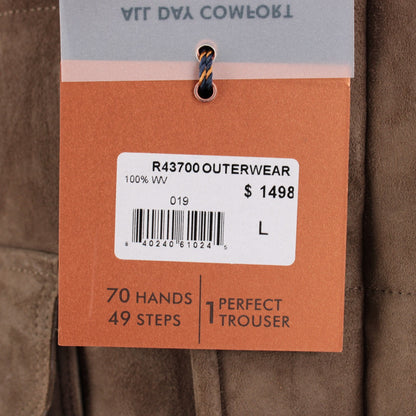 ALL DAY COMFORT
R43700 OUTERWEAR
100% WV
$ 1498
019
8 40240 61024 5
L
70 HANDS
49 STEPS
1 PERFECT
TROUSER